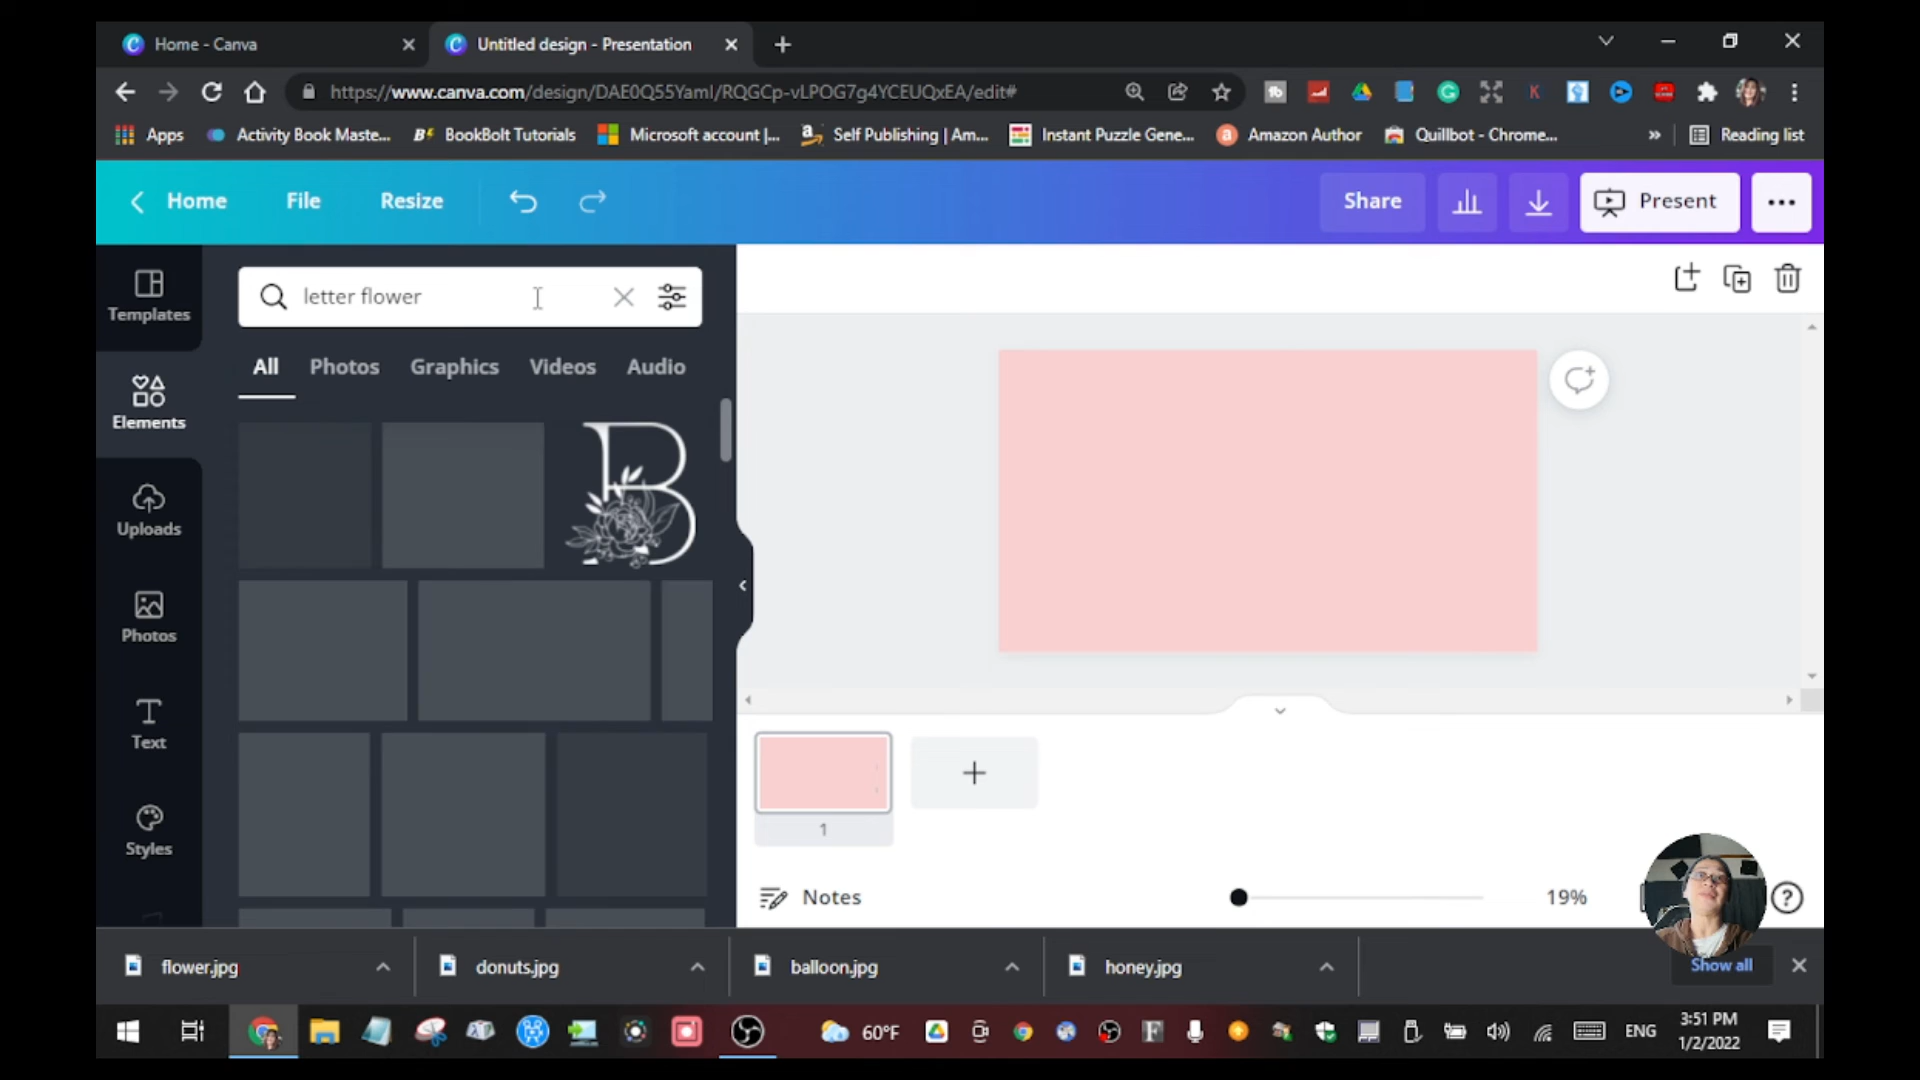 Home - Canva
Untitled design - Presentation
https://www.canva.com/design/DAE0Q55YamI/RQGCp-vLPOG7g4YCEUQxEA/edit#
Apps
Activity Book Maste...
BookBolt Tutorials
Microsoft account |...
Self Publishing | Am...
Instant Puzzle Gene...
Amazon Author
Quillbot - Chrome...
»
Reading list
Home
File
Resize
Share
Present
Templates
letter flower
All
Photos
Graphics
Videos
Audio
Elements
B
Uploads
Photos
Text
Styles
1
Notes
19%
flower.jpg
donuts.jpg
balloon.jpg
honey.jpg
Show all
60°F
ENG
3:51 PM
1/2/2022